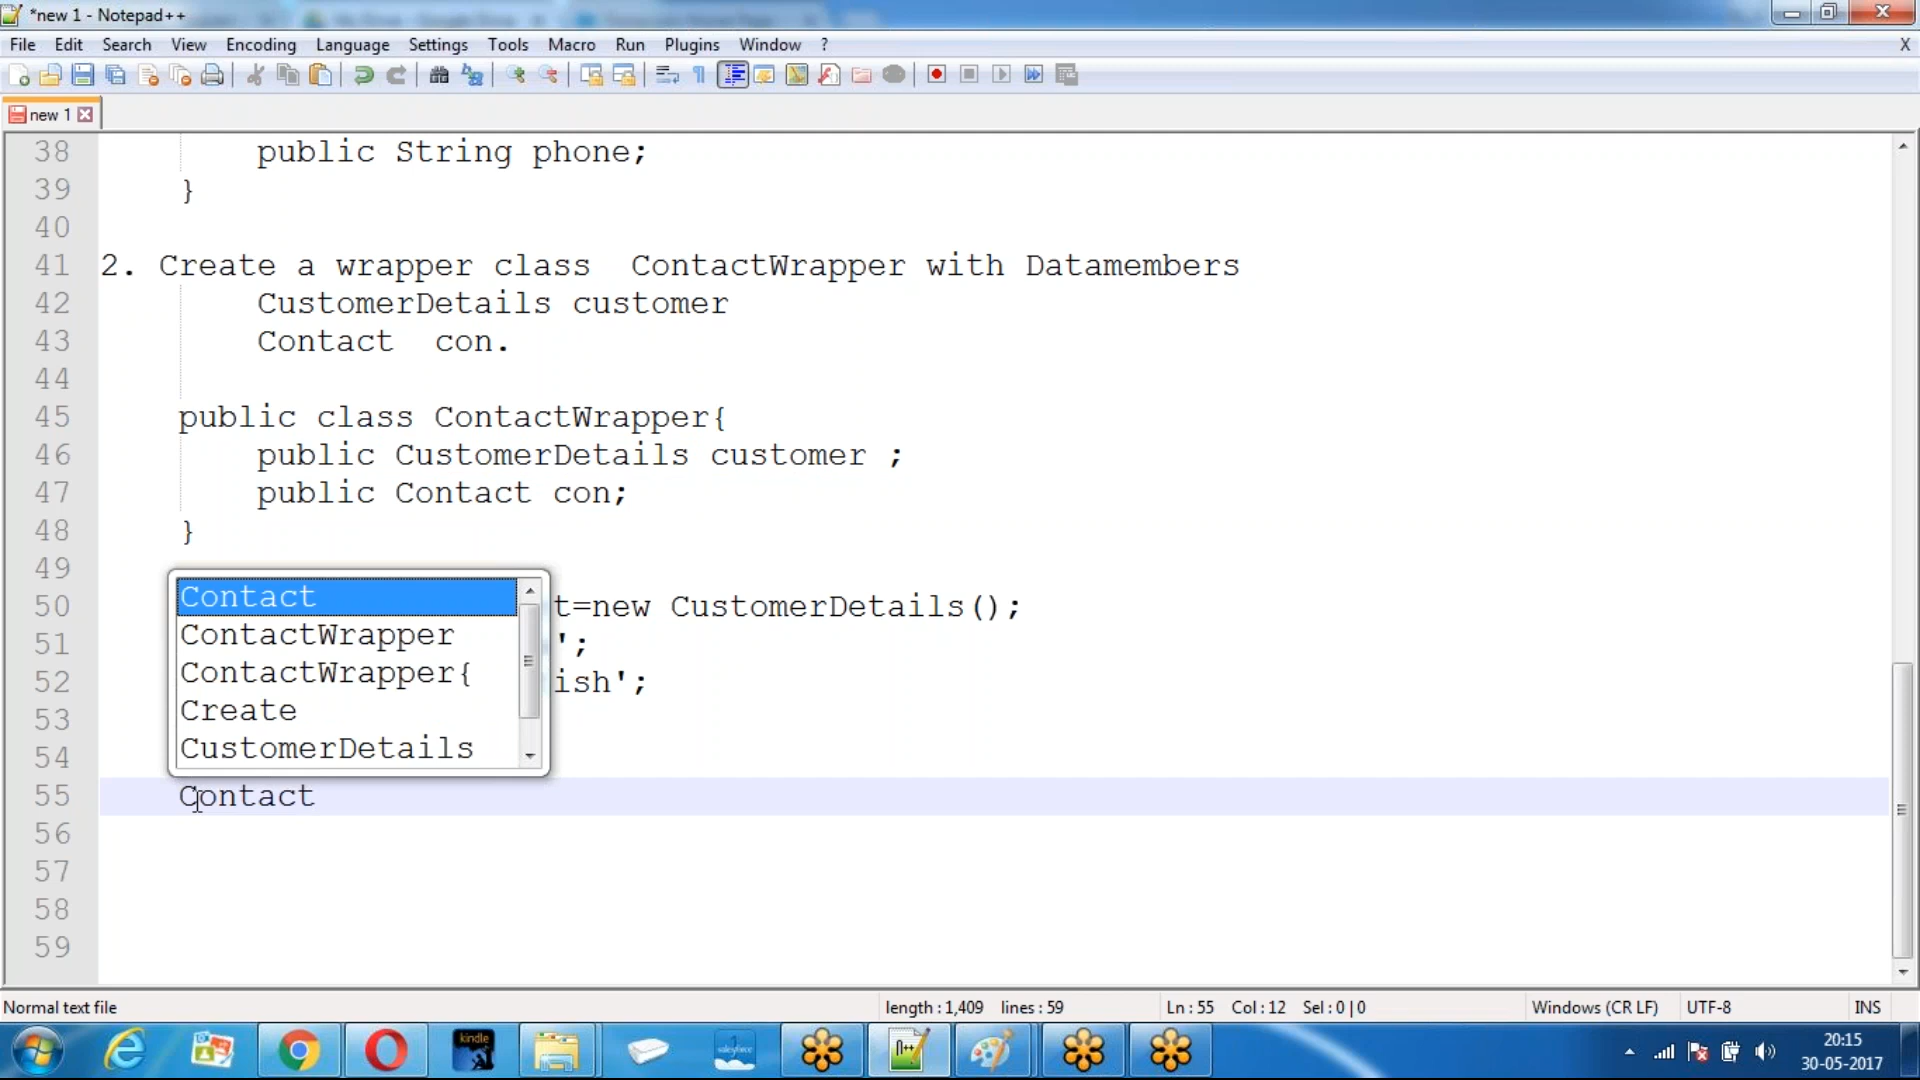 *new 1 - Notepad++
File Edit Search View Encoding Language Settings Tools Macro Run Plugins Window ? X
new 1
38 public String phone;
39 }
40
41 2. Create a wrapper class  ContactWrapper with Datamembers
42 CustomerDetails customer
43 Contact  con.
44
45 public class ContactWrapper{
46 public CustomerDetails customer ;
47 public Contact con;
48 }
49
50 t=new CustomerDetails();
51 ';
52 ish';
53
54
Contact
ContactWrapper
ContactWrapper{
Create
CustomerDetails
55 Contact
56
57
58
59
Normal text file length : 1,409 lines : 59 Ln : 55 Col : 12 Sel : 0 | 0 Windows (CR LF) UTF-8 INS
kindle
salesforce
20:15
30-05-2017